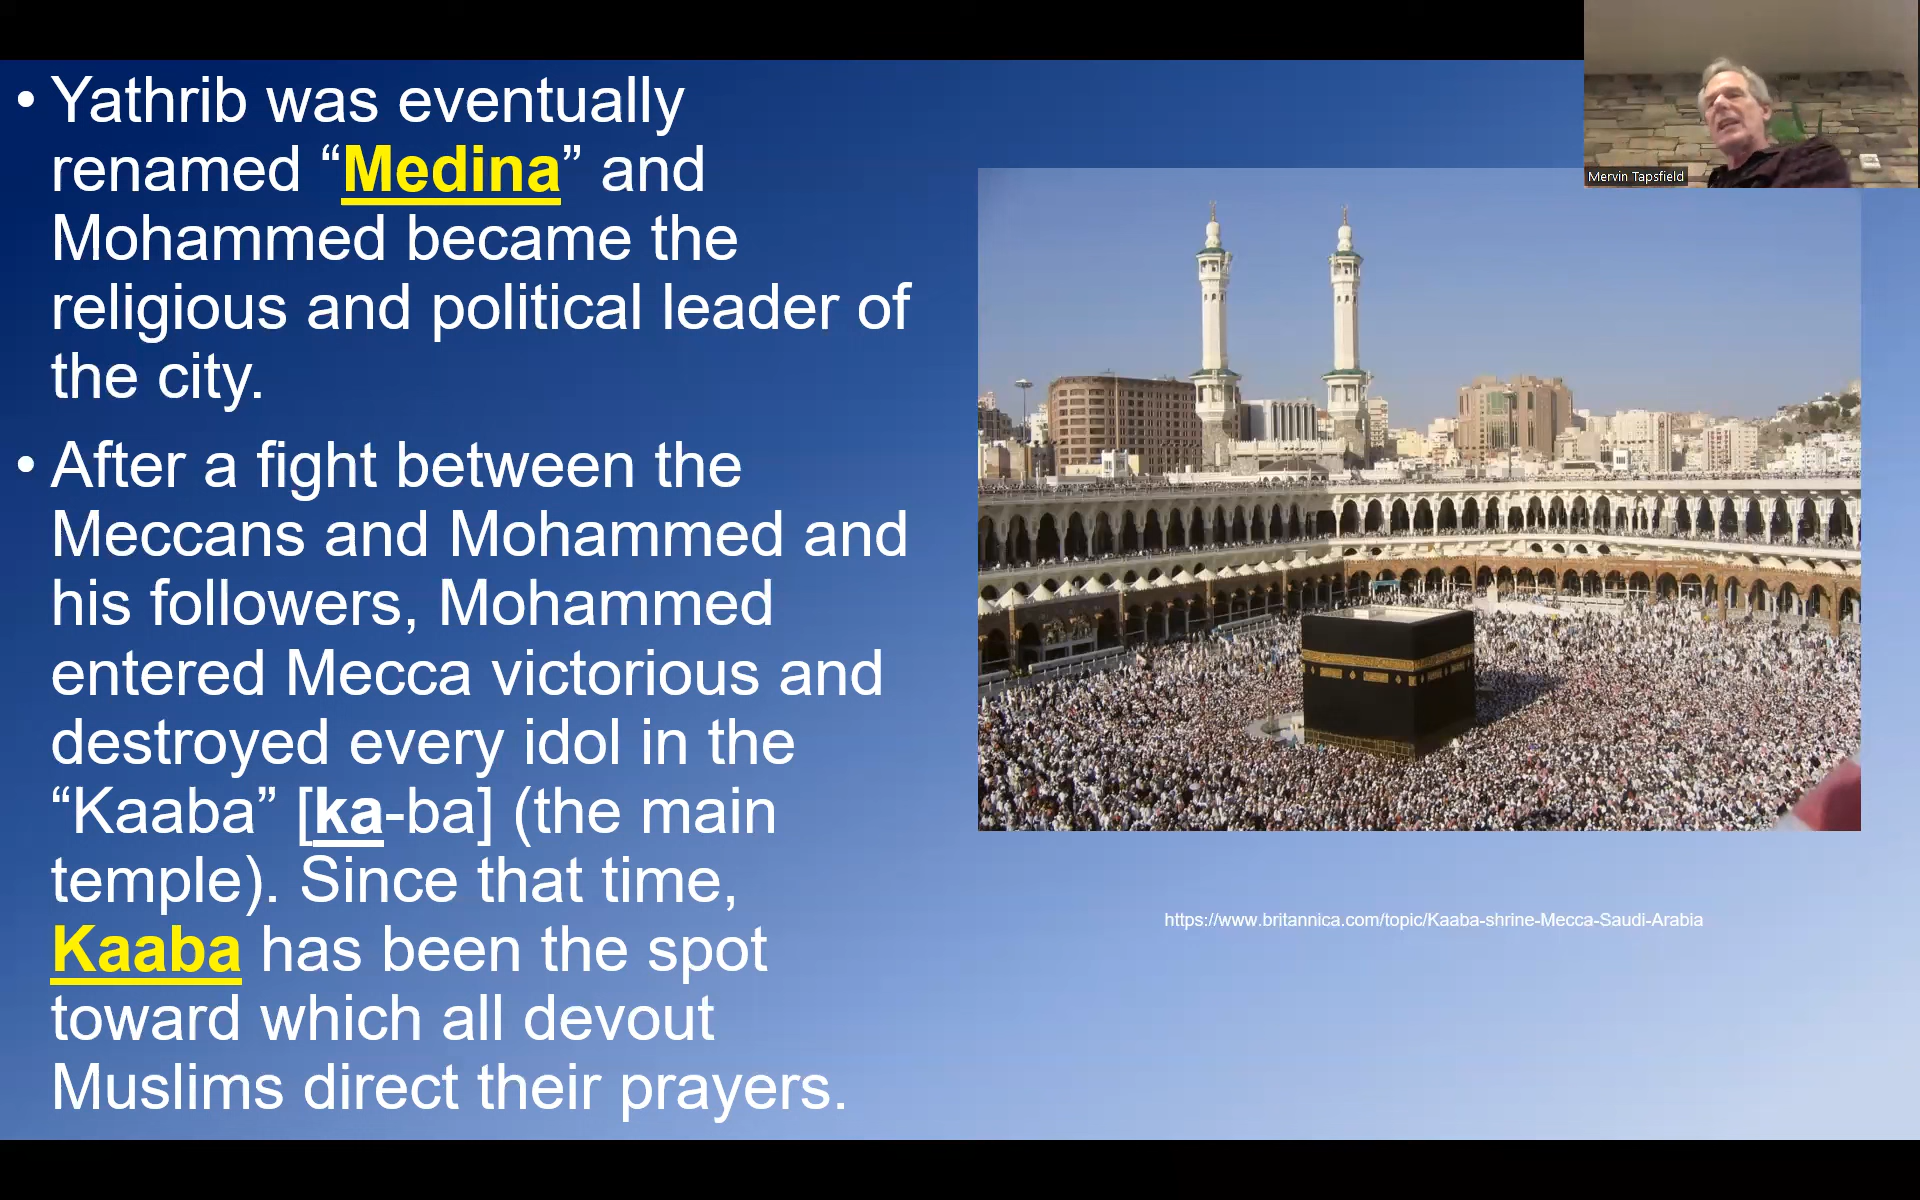 • Yathrib was eventually
renamed “Medina” and
Mohammed became the
religious and political leader of
the city.
• After a fight between the
Meccans and Mohammed and
his followers, Mohammed
entered Mecca victorious and
destroyed every idol in the
“Kaaba” [ka-ba] (the main
temple). Since that time,
Kaaba has been the spot
toward which all devout
Muslims direct their prayers.
Mervin Tapsfield
https://www.britannica.com/topic/Kaaba-shrine-Mecca-Saudi-Arabia